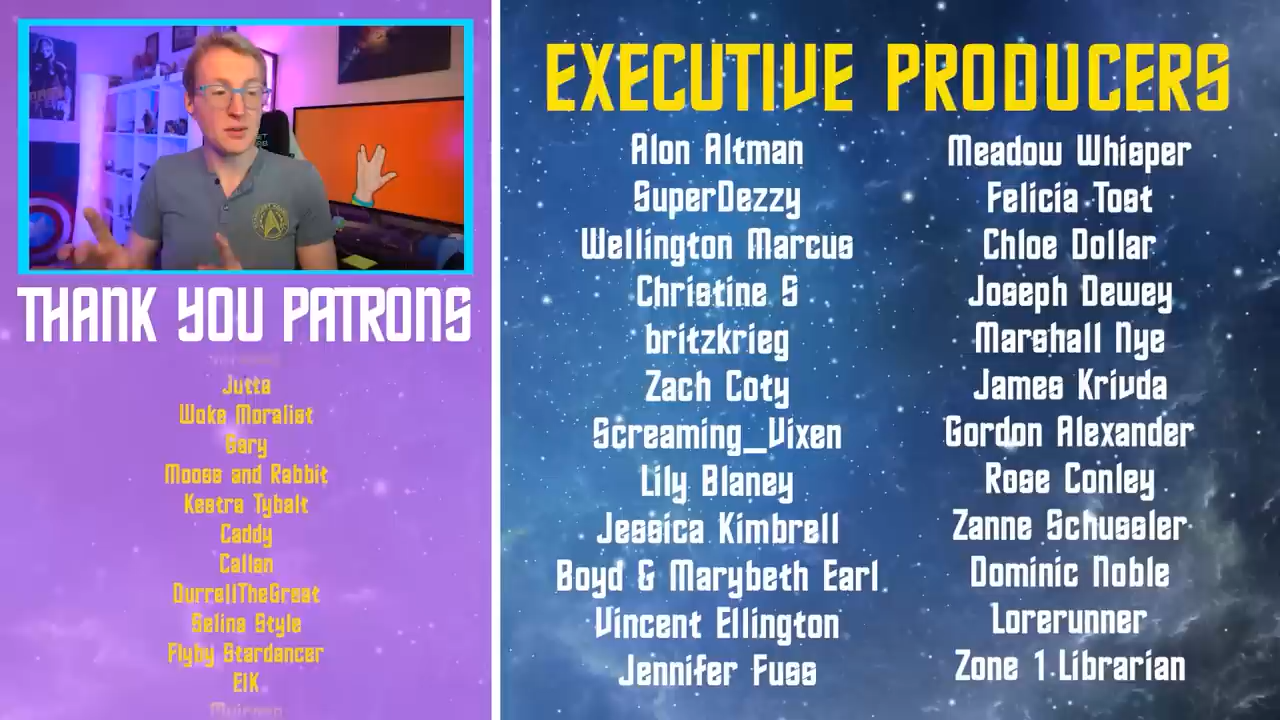 THANK YOU PATRONS
Jutta
Woke Moralist
Gary
Moose and Rabbit
Kestra Tybalt
Caddy
Callan
DurrellTheGreat
Selina Style
Flyby Stardancer
ElK
EXECUTIVE PRODUCERS
Alon Altman
SuperDezzy
Wellington Marcus
Christine S
britzkrieg
Zach Coty
Screaming_Vixen
Lily Blaney
Jessica Kimbrell
Boyd & Marybeth Earl
Vincent Ellington
Jennifer Fuss
Meadow Whisper
Felicia Tost
Chloe Dollar
Joseph Dewey
Marshall Nye
James Krivda
Gordon Alexander
Rose Conley
Zanne Schussler
Dominic Noble
Lorerunner
Zone 1 Librarian